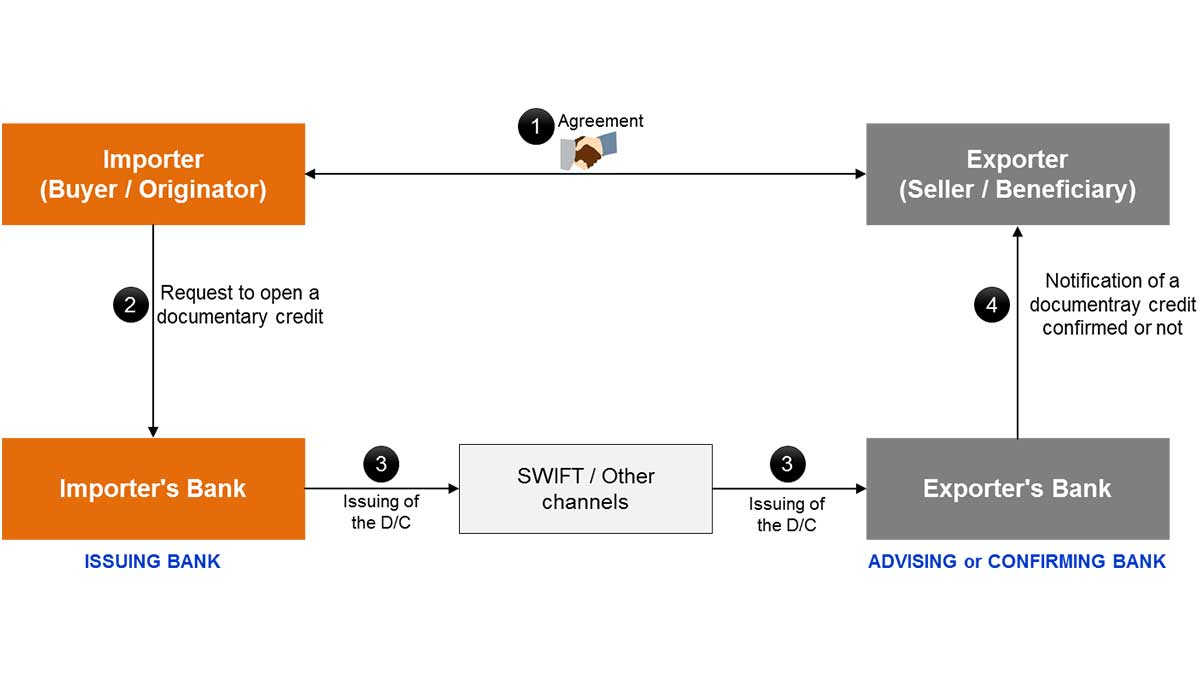 1
Agreement
Importer
(Buyer / Originator)
Exporter
(Seller / Beneficiary)
2
Request to open a
documentary credit
4
Notification of a
documentray credit
confirmed or not
Importer's Bank
3
Issuing of
the D/C
SWIFT / Other
channels
3
Issuing of
the D/C
Exporter's Bank
ISSUING BANK
ADVISING or CONFIRMING BANK